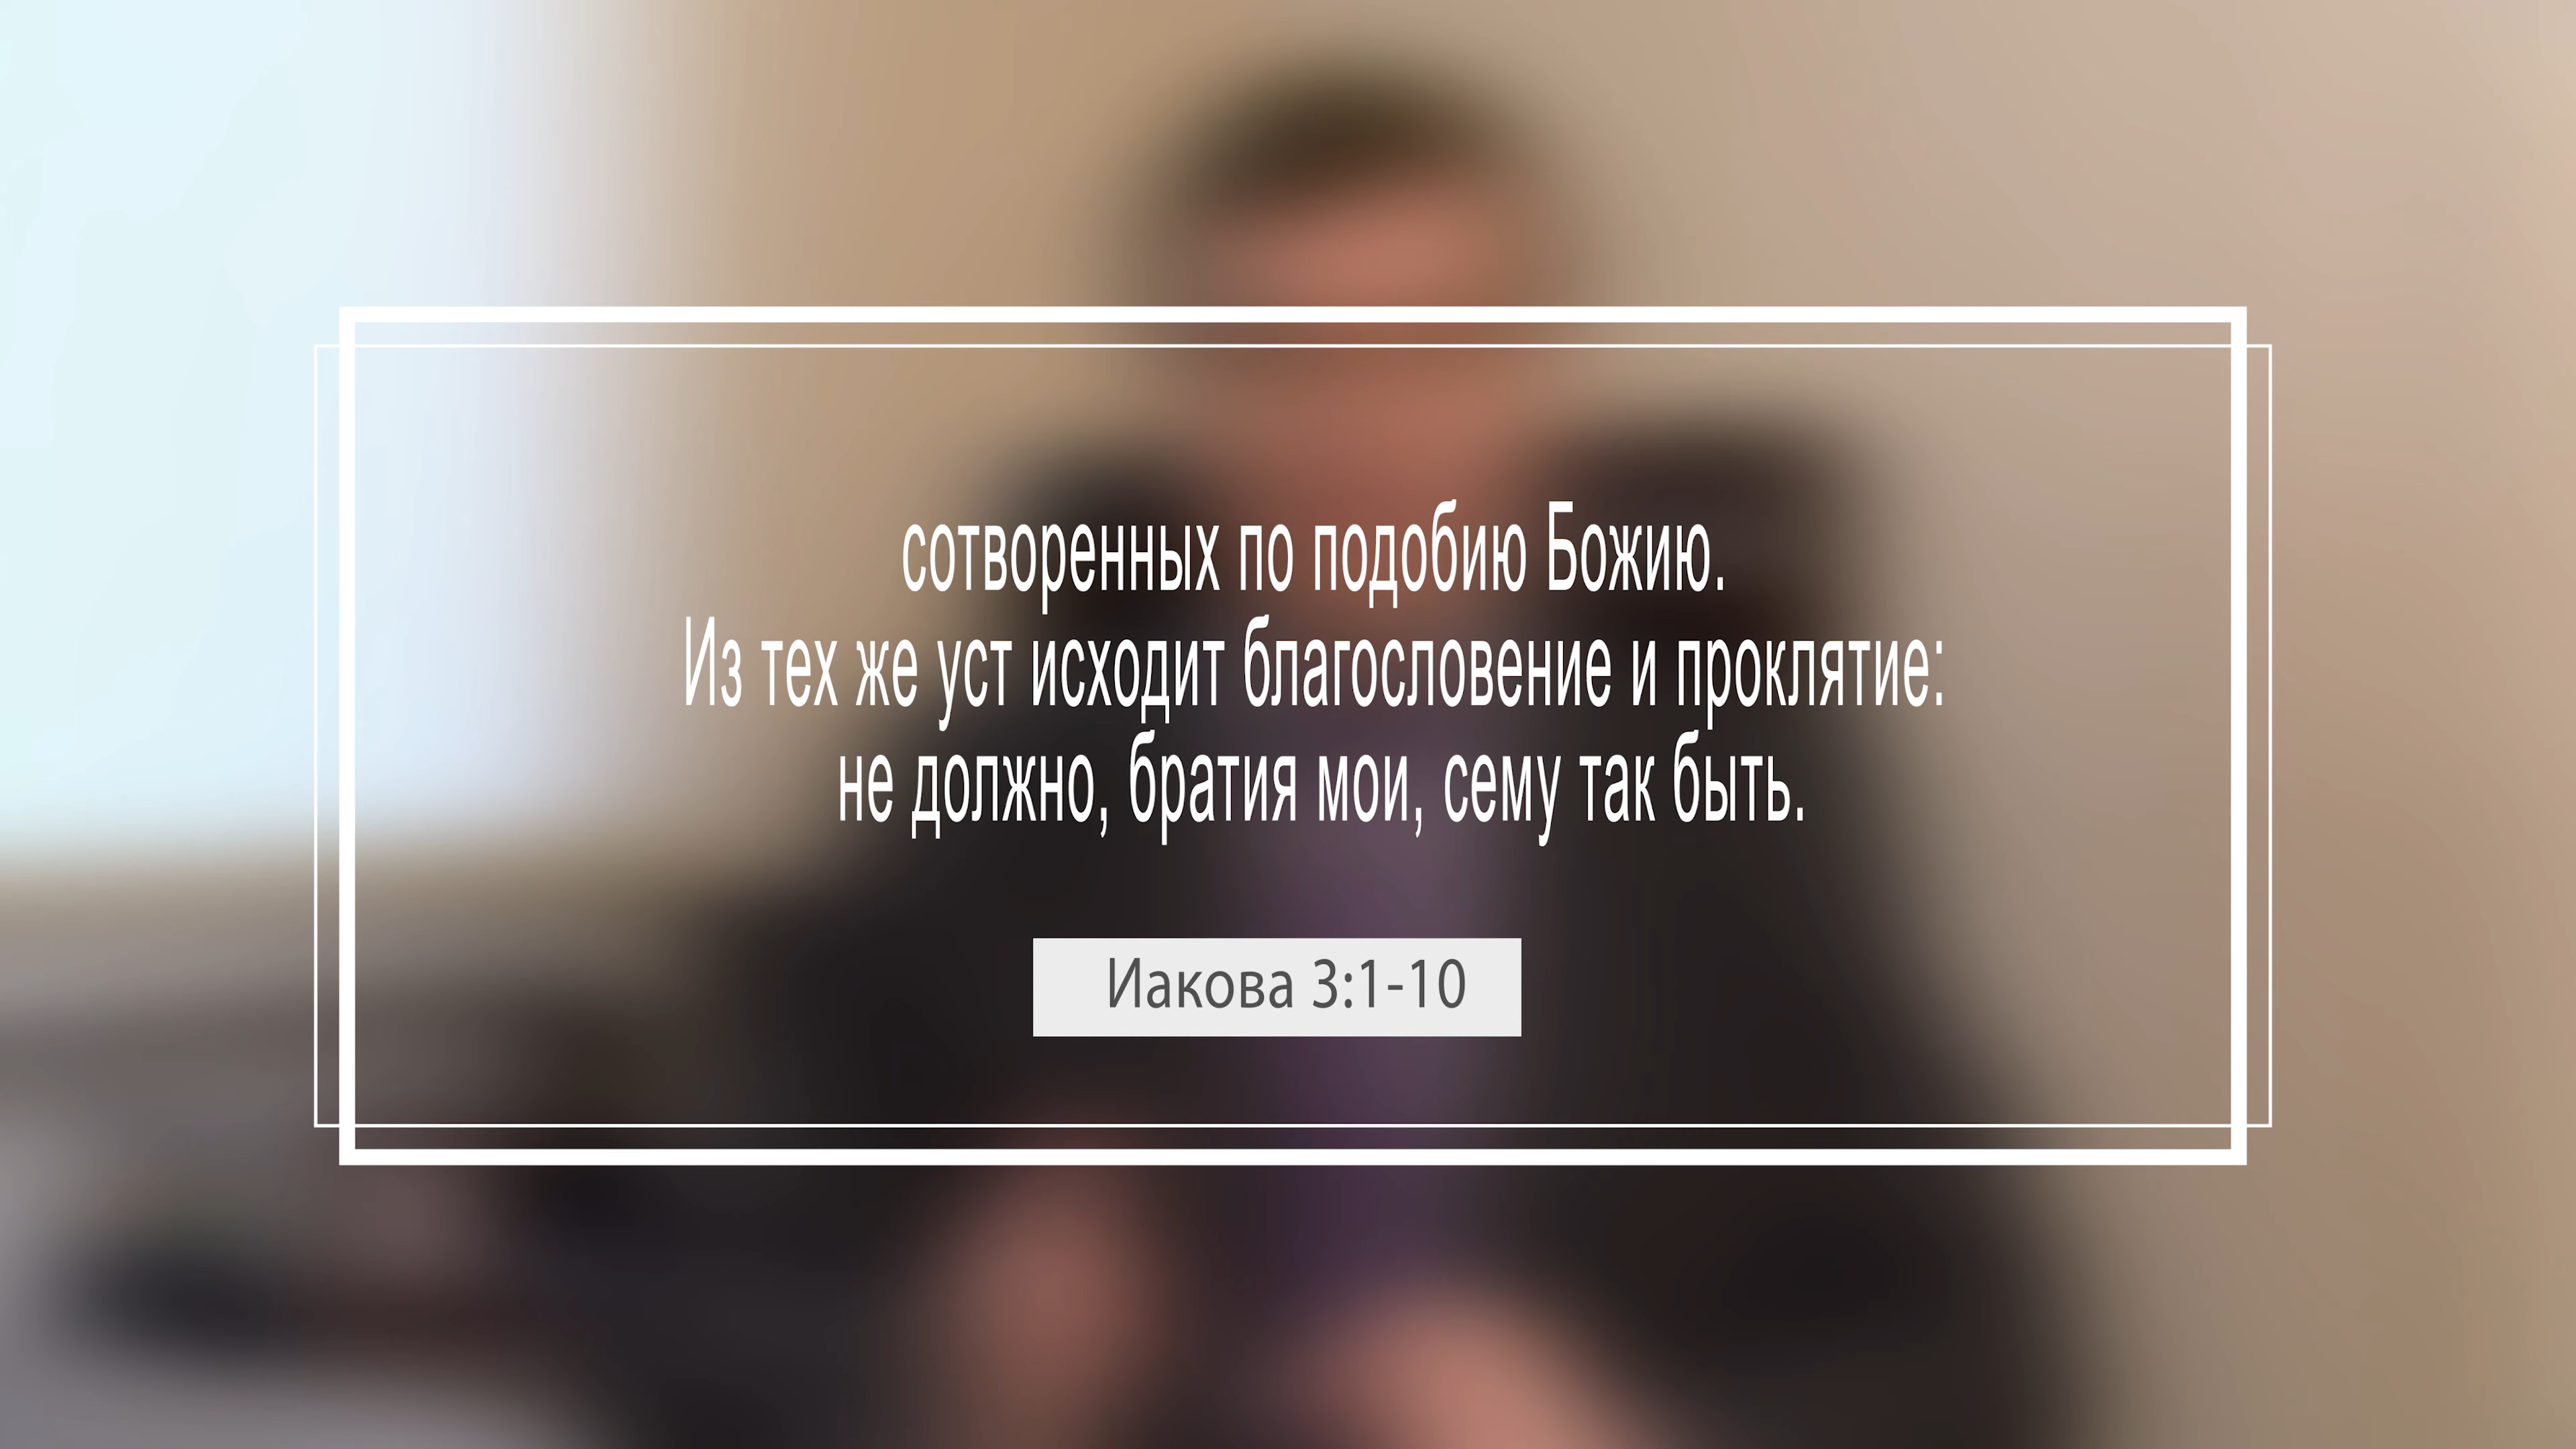 сотворенных по подобию Божию.
Из тех же уст исходит благословение и проклятие:
не должно, братия мои, сему так быть.
Иакова 3:1-10